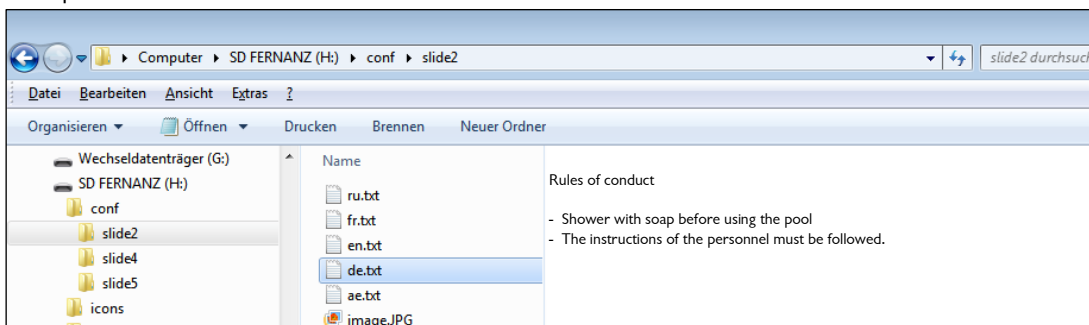 Computer ▸ SD FERNANZ (H:) ▸ conf ▸ slide2
slide2 durchsuch
Datei Bearbeiten Ansicht Extras ?
Organisieren Öffnen Drucken Brennen Neuer Ordner
Wechseldatenträger (G:)
SD FERNANZ (H:)
conf
slide2
slide4
slide5
icons
Name
ru.txt
fr.txt
en.txt
de.txt
ae.txt
image.JPG
Rules of conduct
- Shower with soap before using the pool
- The instructions of the personnel must be followed.